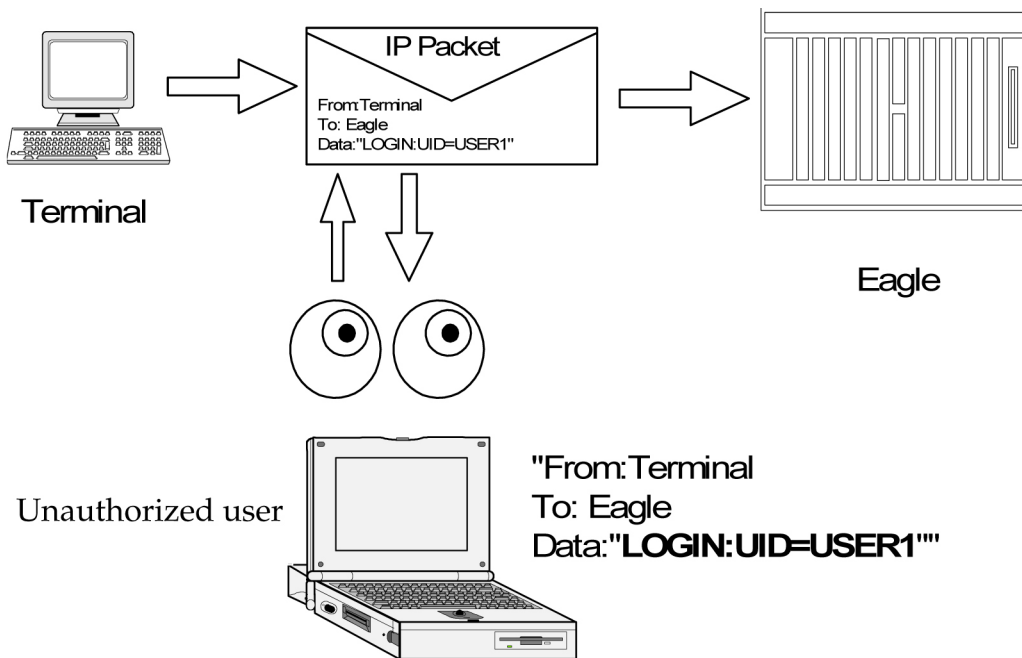 IP Packet
From:Terminal
To: Eagle
Data:"LOGIN:UID=USER1"
Terminal
Eagle
Unauthorized user
"From:Terminal
To: Eagle
Data:"LOGIN:UID=USER1""